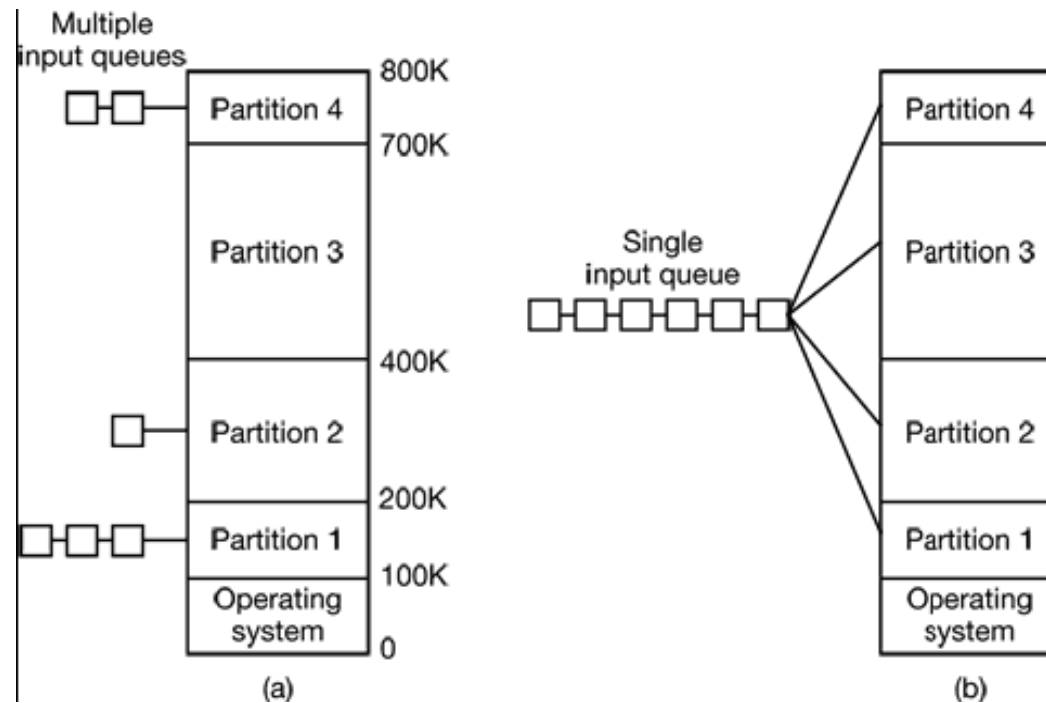 Multiple
input queues
800K
Partition 4
700K
Partition 3
400K
Partition 2
200K
Partition 1
100K
Operating
system
0
(a)
Single
input queue
Partition 4
Partition 3
Partition 2
Partition 1
Operating
system
(b)